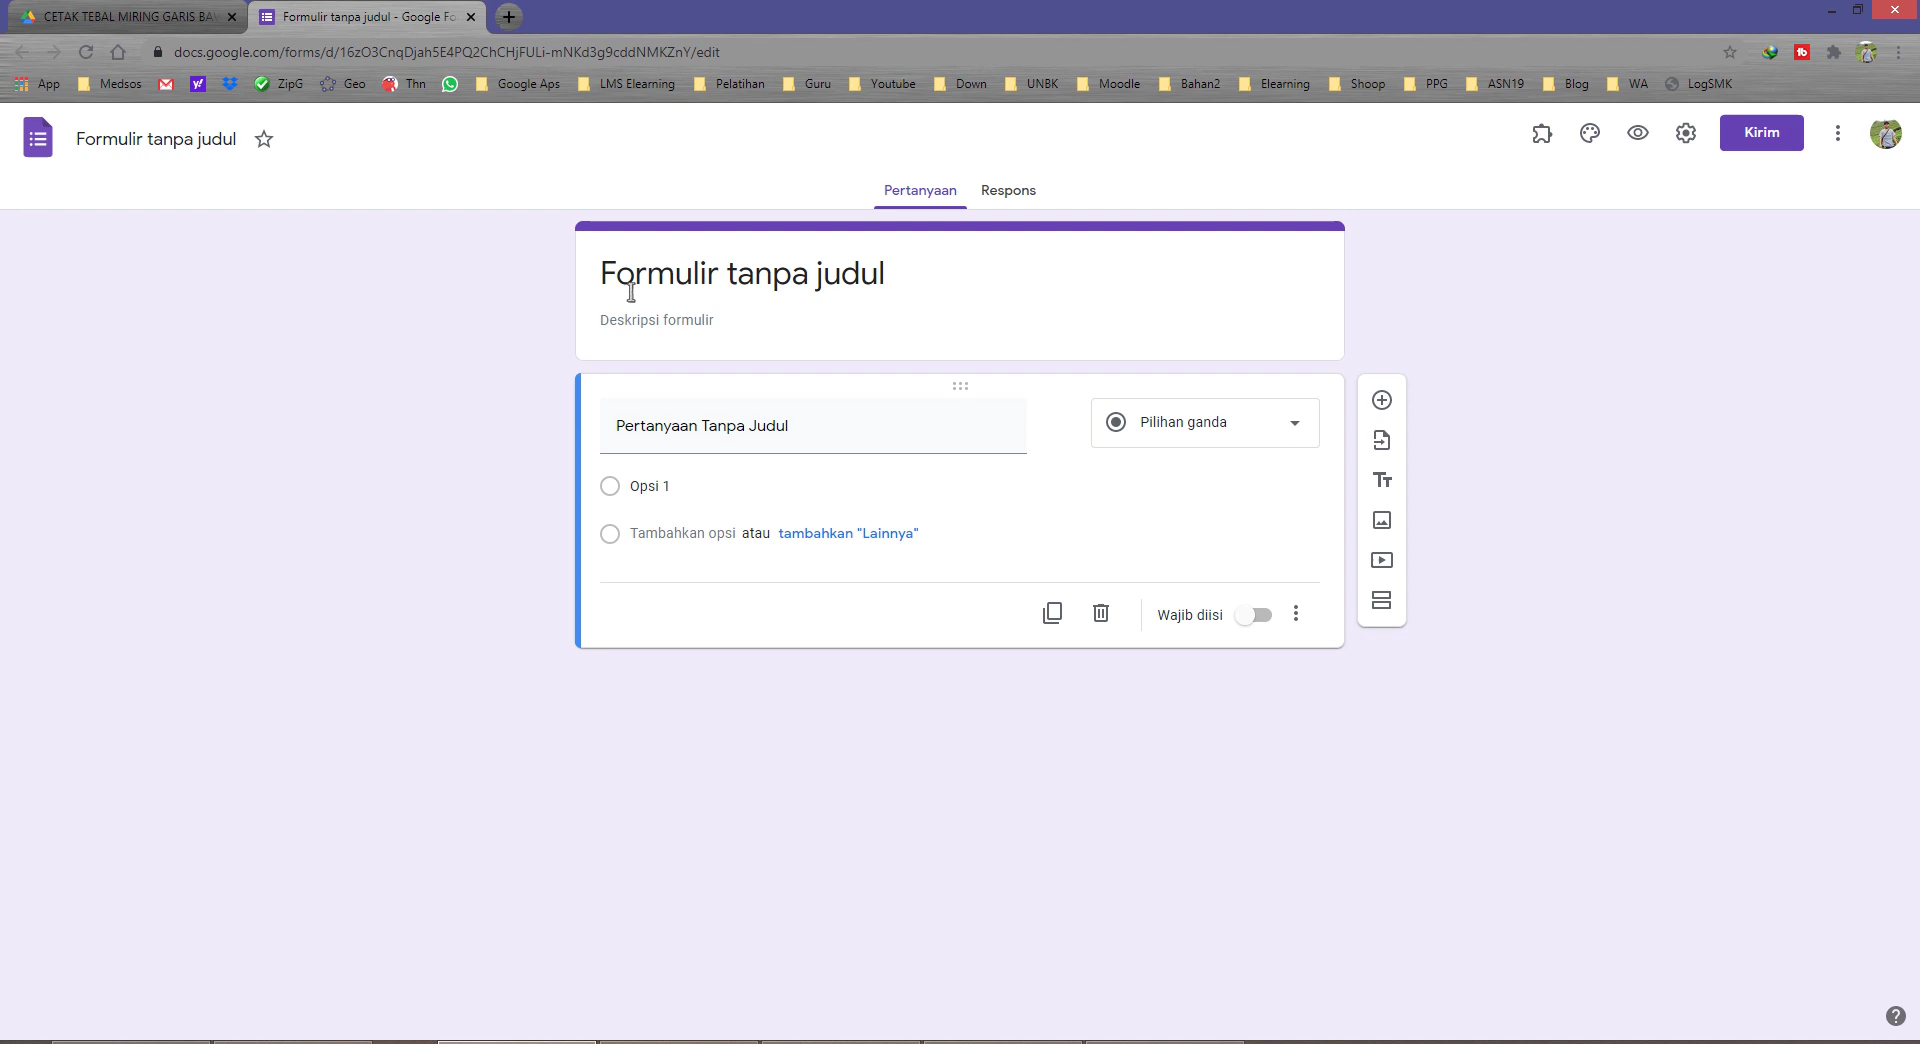 CETAK TEBAL MIRING GARIS BAV
Formulir tanpa judul - Google Fo
docs.google.com/forms/d/16zO3CnqDjah5E4PQ2ChCHjFULi-mNKd3g9cddNMKZnY/edit
App Medsos ZipG Geo Thn Google Aps LMS Elearning Pelatihan Guru Youtube Down UNBK Moodle Bahan2 Elearning Shoop PPG ASN19 Blog WA LogSMK
Formulir tanpa judul
Kirim
Pertanyaan Respons
Formulir tanpa judul
Deskripsi formulir
Pertanyaan Tanpa Judul
Pilihan ganda
Opsi 1
Tambahkan opsi atau tambahkan "Lainnya"
Wajib diisi